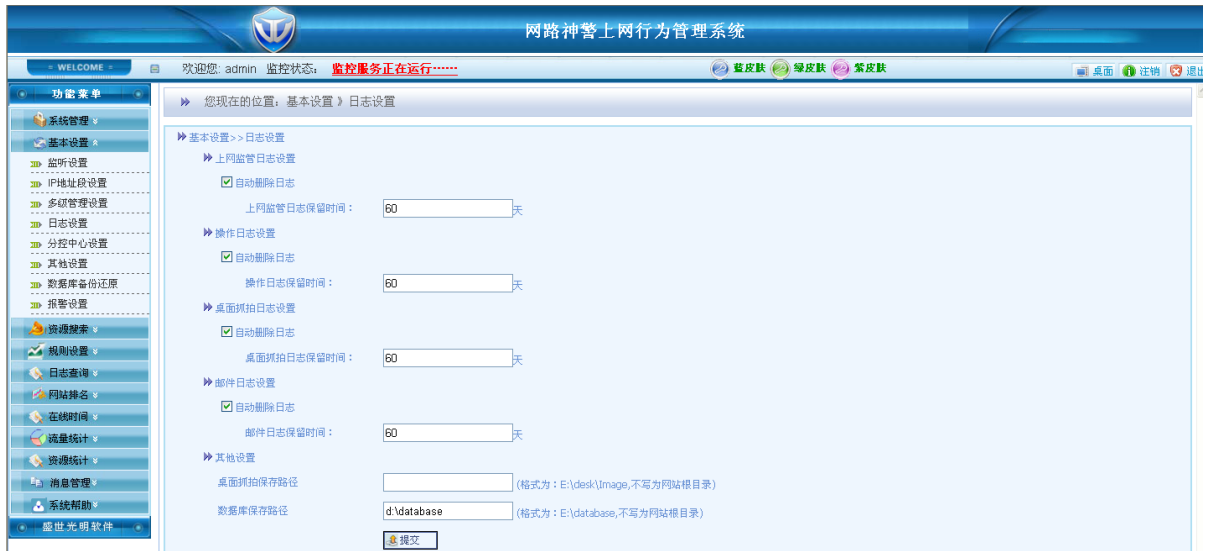 网路神警上网行为管理系统
= WELCOME =
欢迎您: admin 监控状态: 监控服务正在运行······
蓝皮肤 绿皮肤 紫皮肤
桌面 注销 退出
功能菜单
系统管理
基本设置
监听设置
IP地址段设置
多级管理设置
日志设置
分控中心设置
其他设置
数据库备份还原
报警设置
资源搜索
规则设置
日志查询
网站排名
在线时间
流量统计
资源统计
消息管理
系统帮助
盛世光明软件
您现在的位置: 基本设置 》日志设置
基本设置>>日志设置
上网监管日志设置
自动删除日志
上网监管日志保留时间: 60 天
操作日志设置
自动删除日志
操作日志保留时间: 60 天
桌面抓拍日志设置
自动删除日志
桌面抓拍日志保留时间: 60 天
邮件日志设置
自动删除日志
邮件日志保留时间: 60 天
其他设置
桌面抓拍保存路径 (格式为:E:\desk\Image,不写为网站根目录)
数据库保存路径 d:\database (格式为:E:\database,不写为网站根目录)
提交